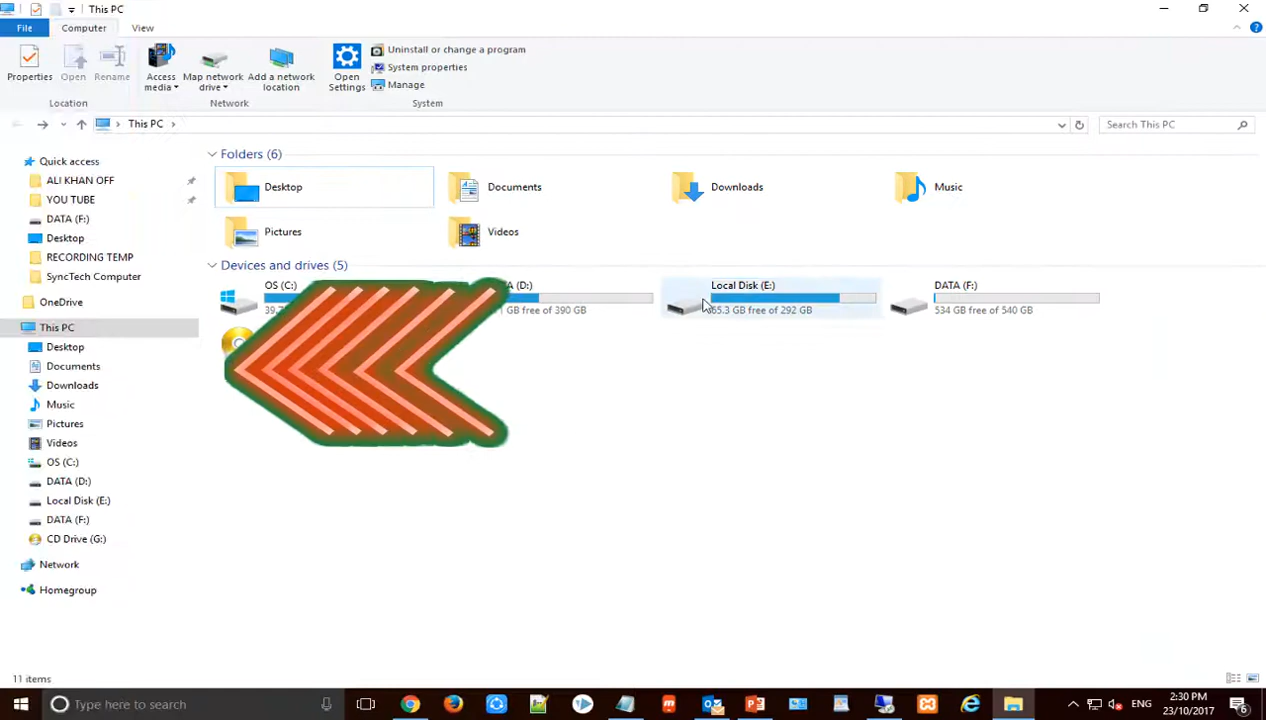 This PC
File
Computer
View
Properties
Open
Rename
Access media
Map network drive
Add a network location
Open Settings
Uninstall or change a program
System properties
Manage
Location
Network
System
This PC
Search This PC
Quick access
ALI KHAN OFF
YOU TUBE
DATA (F:)
Desktop
RECORDING TEMP
SyncTech Computer
OneDrive
This PC
Desktop
Documents
Downloads
Music
Pictures
Videos
OS (C:)
DATA (D:)
Local Disk (E:)
DATA (F:)
CD Drive (G:)
Network
Homegroup
Folders (6)
Desktop
Documents
Downloads
Music
Pictures
Videos
Devices and drives (5)
OS (C:)
(D:)
free of 390 GB
Local Disk (E:)
65.3 GB free of 292 GB
DATA (F:)
534 GB free of 540 GB
11 items
Type here to search
ENG
2:30 PM
23/10/2017
6